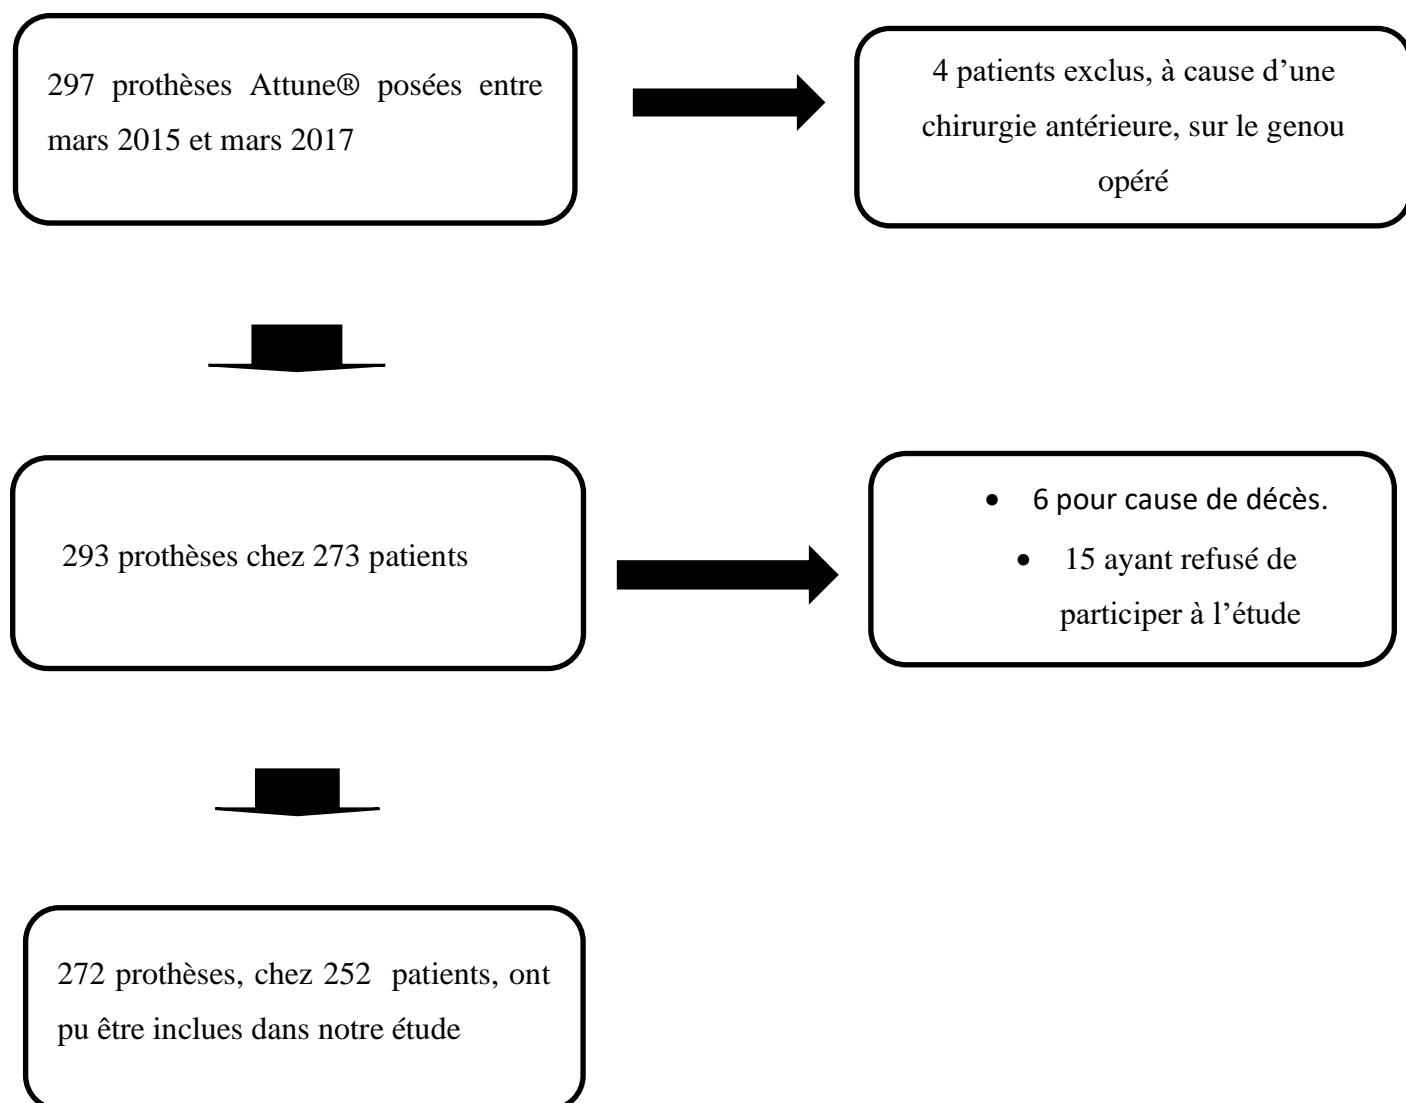 297 prothèses Attune® posées entre
mars 2015 et mars 2017
4 patients exclus, à cause d’une
chirurgie antérieure, sur le genou
opéré
293 prothèses chez 273 patients
• 6 pour cause de décès.
• 15 ayant refusé de
participer à l’étude
272 prothèses, chez 252 patients, ont
pu être inclues dans notre étude